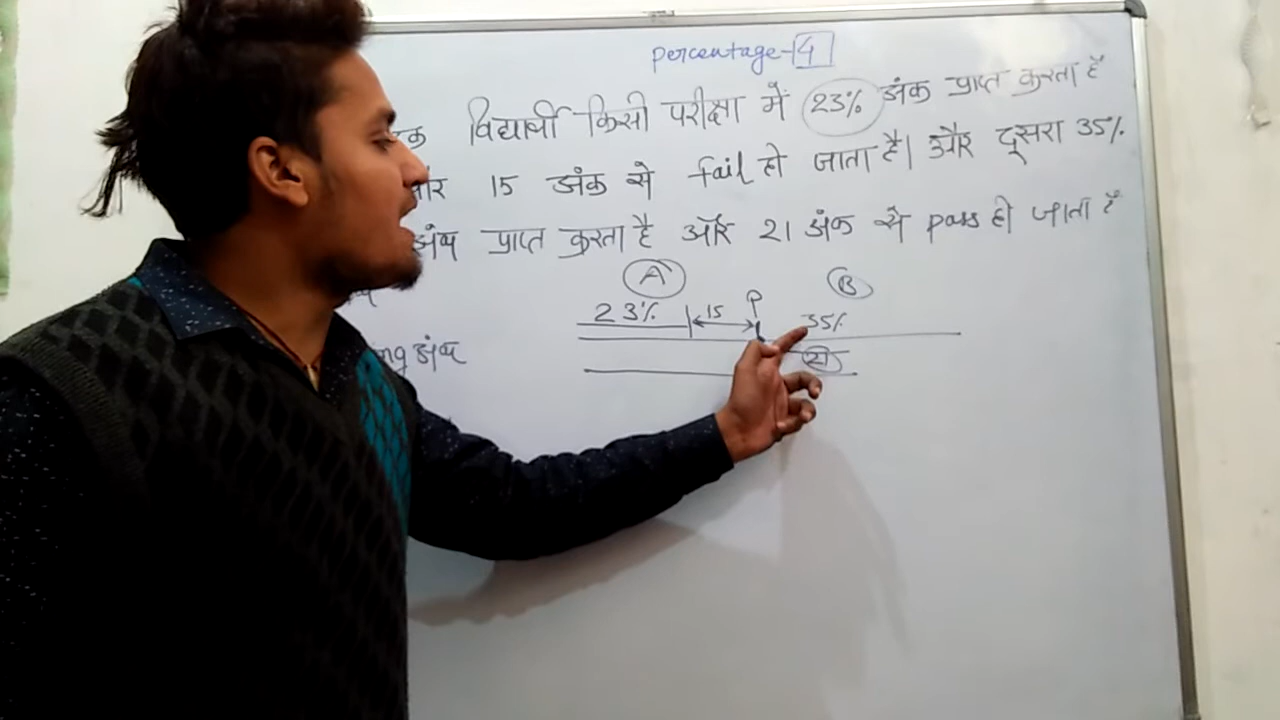 percentage-4
विद्यार्थी किसी परीक्षा में 23% अंक प्राप्त करता है
15 अंक से fail हो जाता है। और दूसरा 35%
प्राप्त करता है और 21 अंक से pass हो जाता है
A B
23% 15 P 35%
21